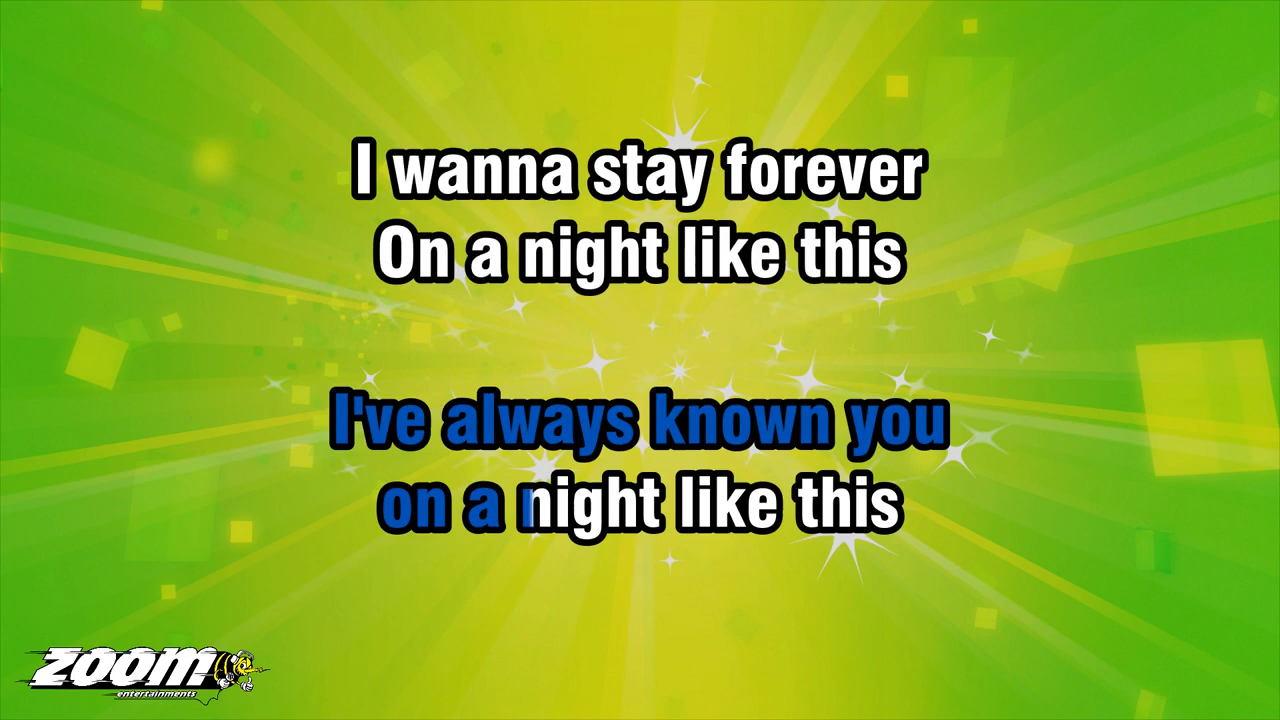 I wanna stay forever
On a night like this
I've always known you
on a night like this
zoom
entertainments